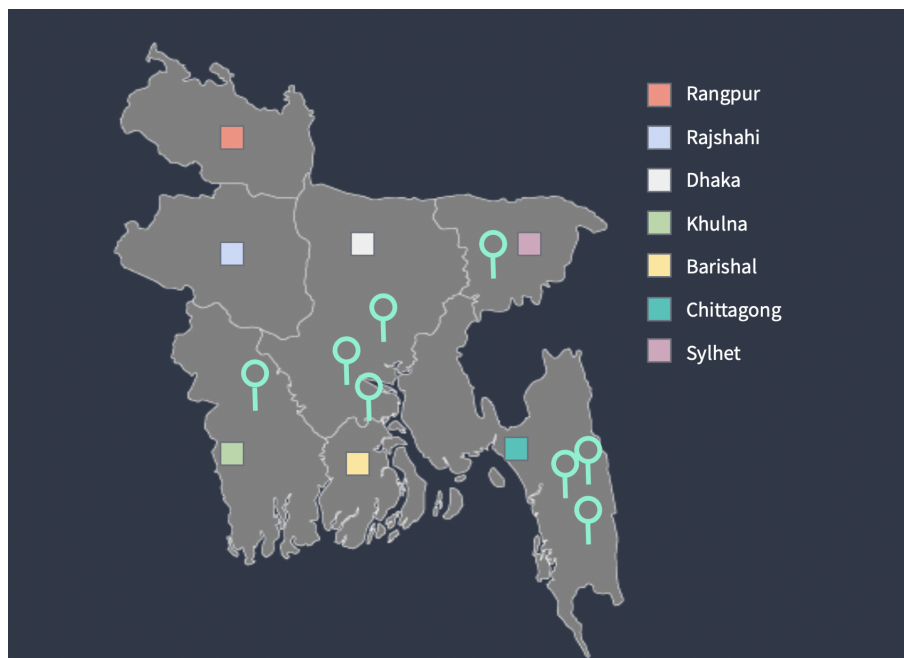 Rangpur
Rajshahi
Dhaka
Khulna
Barishal
Chittagong
Sylhet